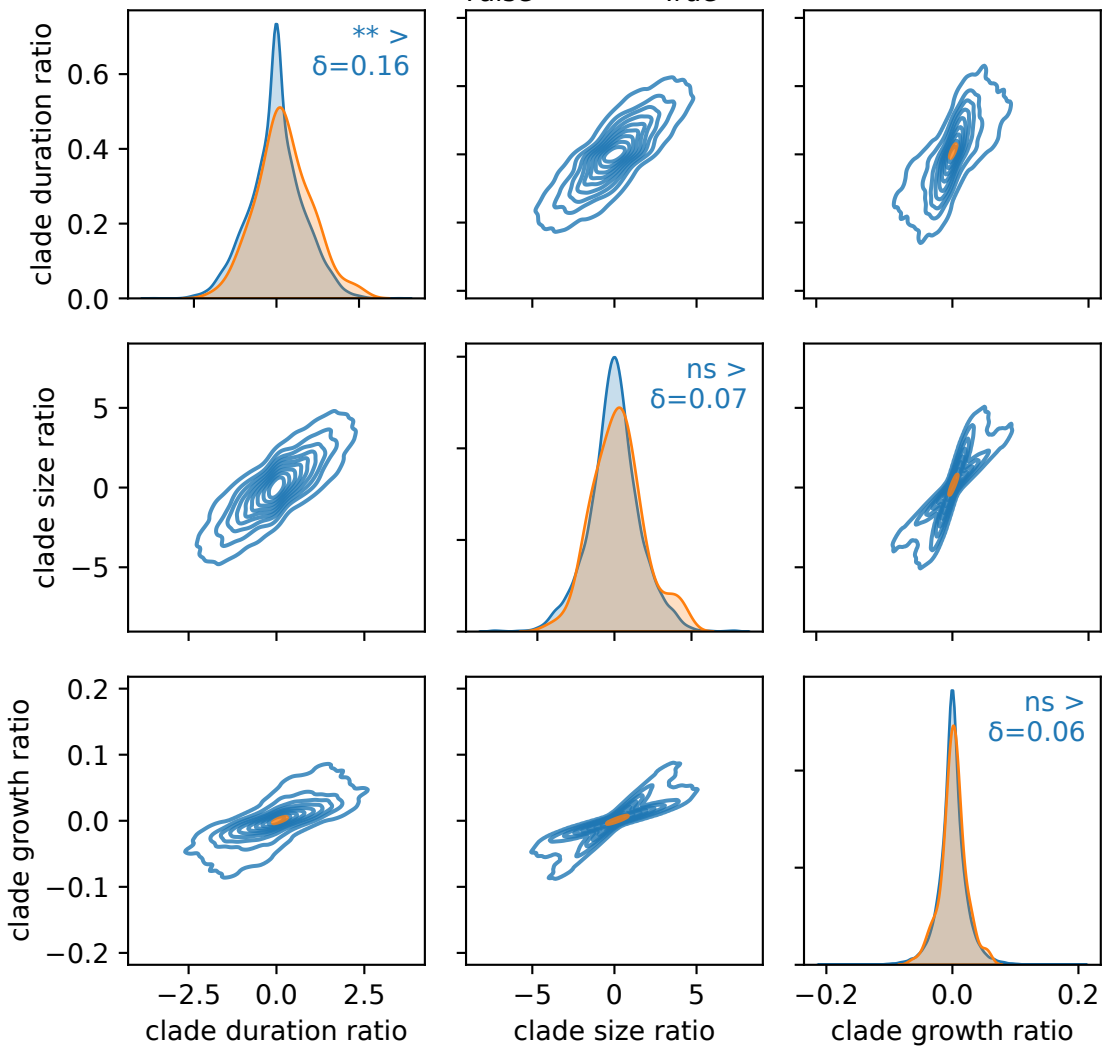 clade duration ratio
0.6
0.4
0.2
0.0
** >
δ=0.16
clade size ratio
5
0
−5
ns >
δ=0.07
clade growth ratio
0.2
0.1
0.0
−0.1
−0.2
ns >
δ=0.06
−2.5 0.0 2.5
−5 0 5
−0.2 0.0 0.2
clade duration ratio
clade size ratio
clade growth ratio